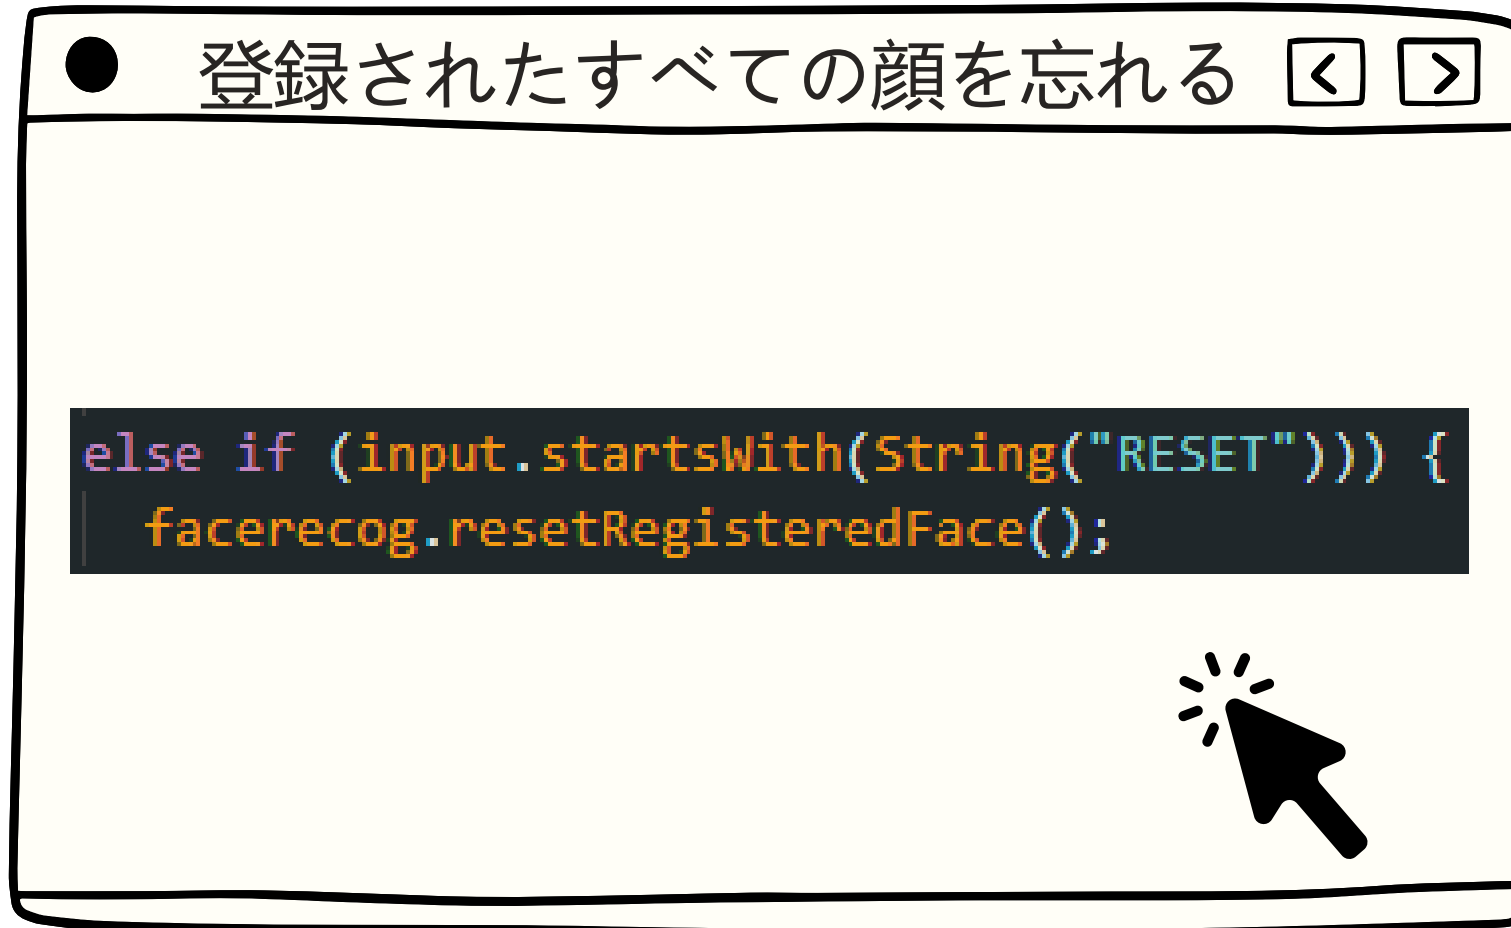 登録されたすべての顔を忘れる
else if (input.startsWith(String("RESET"))) {
facerecog.resetRegisteredFace();